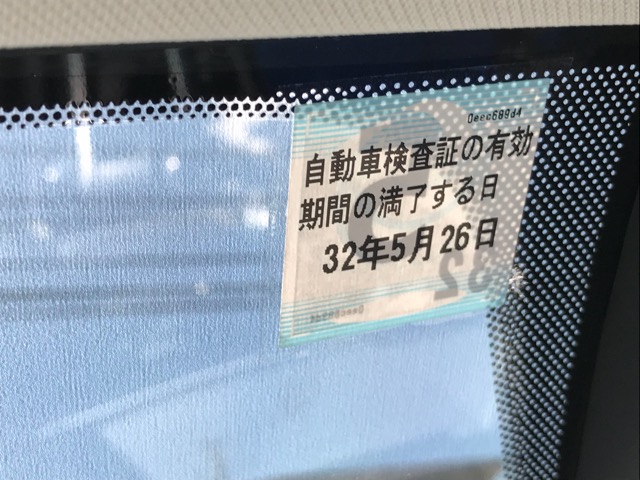 0eec689d4
自動車検査証の有効
期間の満了する日
32年5月26日